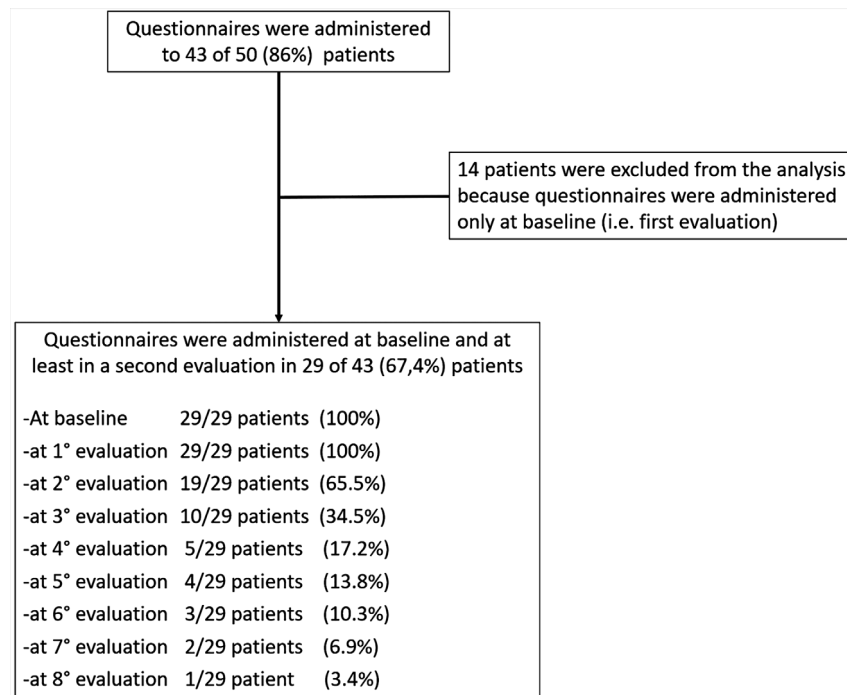 Questionnaires were administered
to 43 of 50 (86%) patients
14 patients were excluded from the analysis
because questionnaires were administered
only at baseline (i.e. first evaluation)
Questionnaires were administered at baseline and at
least in a second evaluation in 29 of 43 (67,4%) patients
-At baseline 29/29 patients (100%)
-at 1° evaluation 29/29 patients (100%)
-at 2° evaluation 19/29 patients (65.5%)
-at 3° evaluation 10/29 patients (34.5%)
-at 4° evaluation 5/29 patients (17.2%)
-at 5° evaluation 4/29 patients (13.8%)
-at 6° evaluation 3/29 patients (10.3%)
-at 7° evaluation 2/29 patients (6.9%)
-at 8° evaluation 1/29 patient (3.4%)